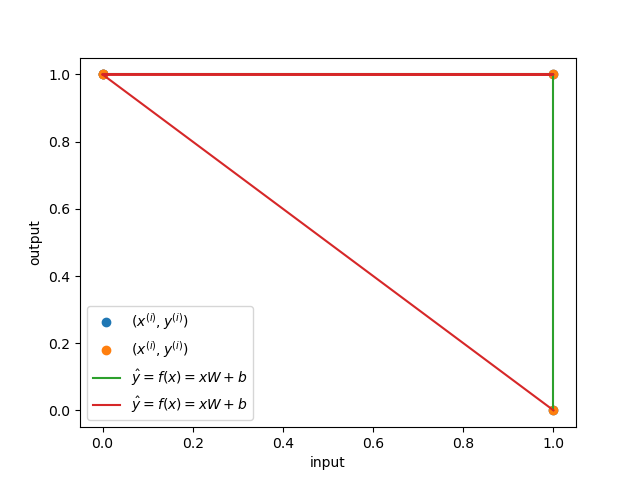 1.0
0.8
0.6
0.4
0.2
0.0
output
(x^{(i)}, y^{(i)})
(x^{(i)}, y^{(i)})
ŷ = f(x) = xW + b
ŷ = f(x) = xW + b
0.0 0.2 0.4 0.6 0.8 1.0
input